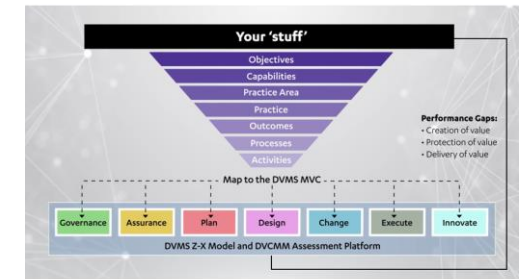 Your ‘stuff’
Objectives
Capabilities
Practice Area
Practice
Outcomes
Processes
Activities
Performance Gaps:
• Creation of value
• Protection of value
• Delivery of value
Map to the DVMS MVC
Governance
Assurance
Plan
Design
Change
Execute
Innovate
DVMS Z-X Model and DVCMM Assessment Platform